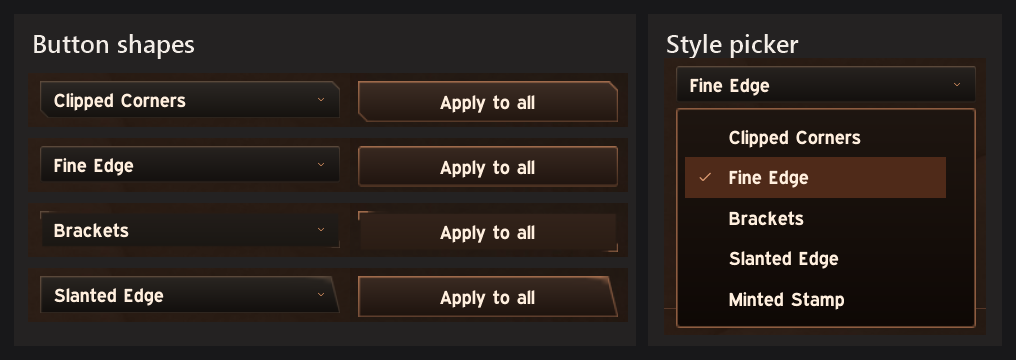 Button shapes
Clipped Corners
Apply to all
Fine Edge
Apply to all
Brackets
Apply to all
Slanted Edge
Apply to all
Style picker
Fine Edge
Clipped Corners
Fine Edge
Brackets
Slanted Edge
Minted Stamp